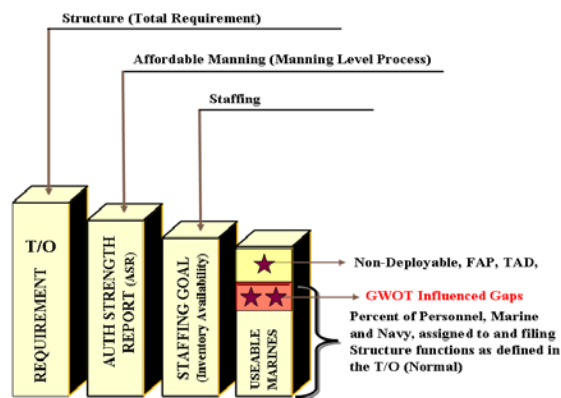 Structure (Total Requirement)
Affordable Manning (Manning Level Process)
Staffing
T/O
REQUIREMENT
AUTH STRENGTH
REPORT (ASR)
STAFFING GOAL
(Inventory Availability)
USEABLE
MARINES
Non-Deployable, FAP, TAD,
GWOT Influenced Gaps
Percent of Personnel, Marine
and Navy, assigned to and filing
Structure functions as defined in
the T/O (Normal)